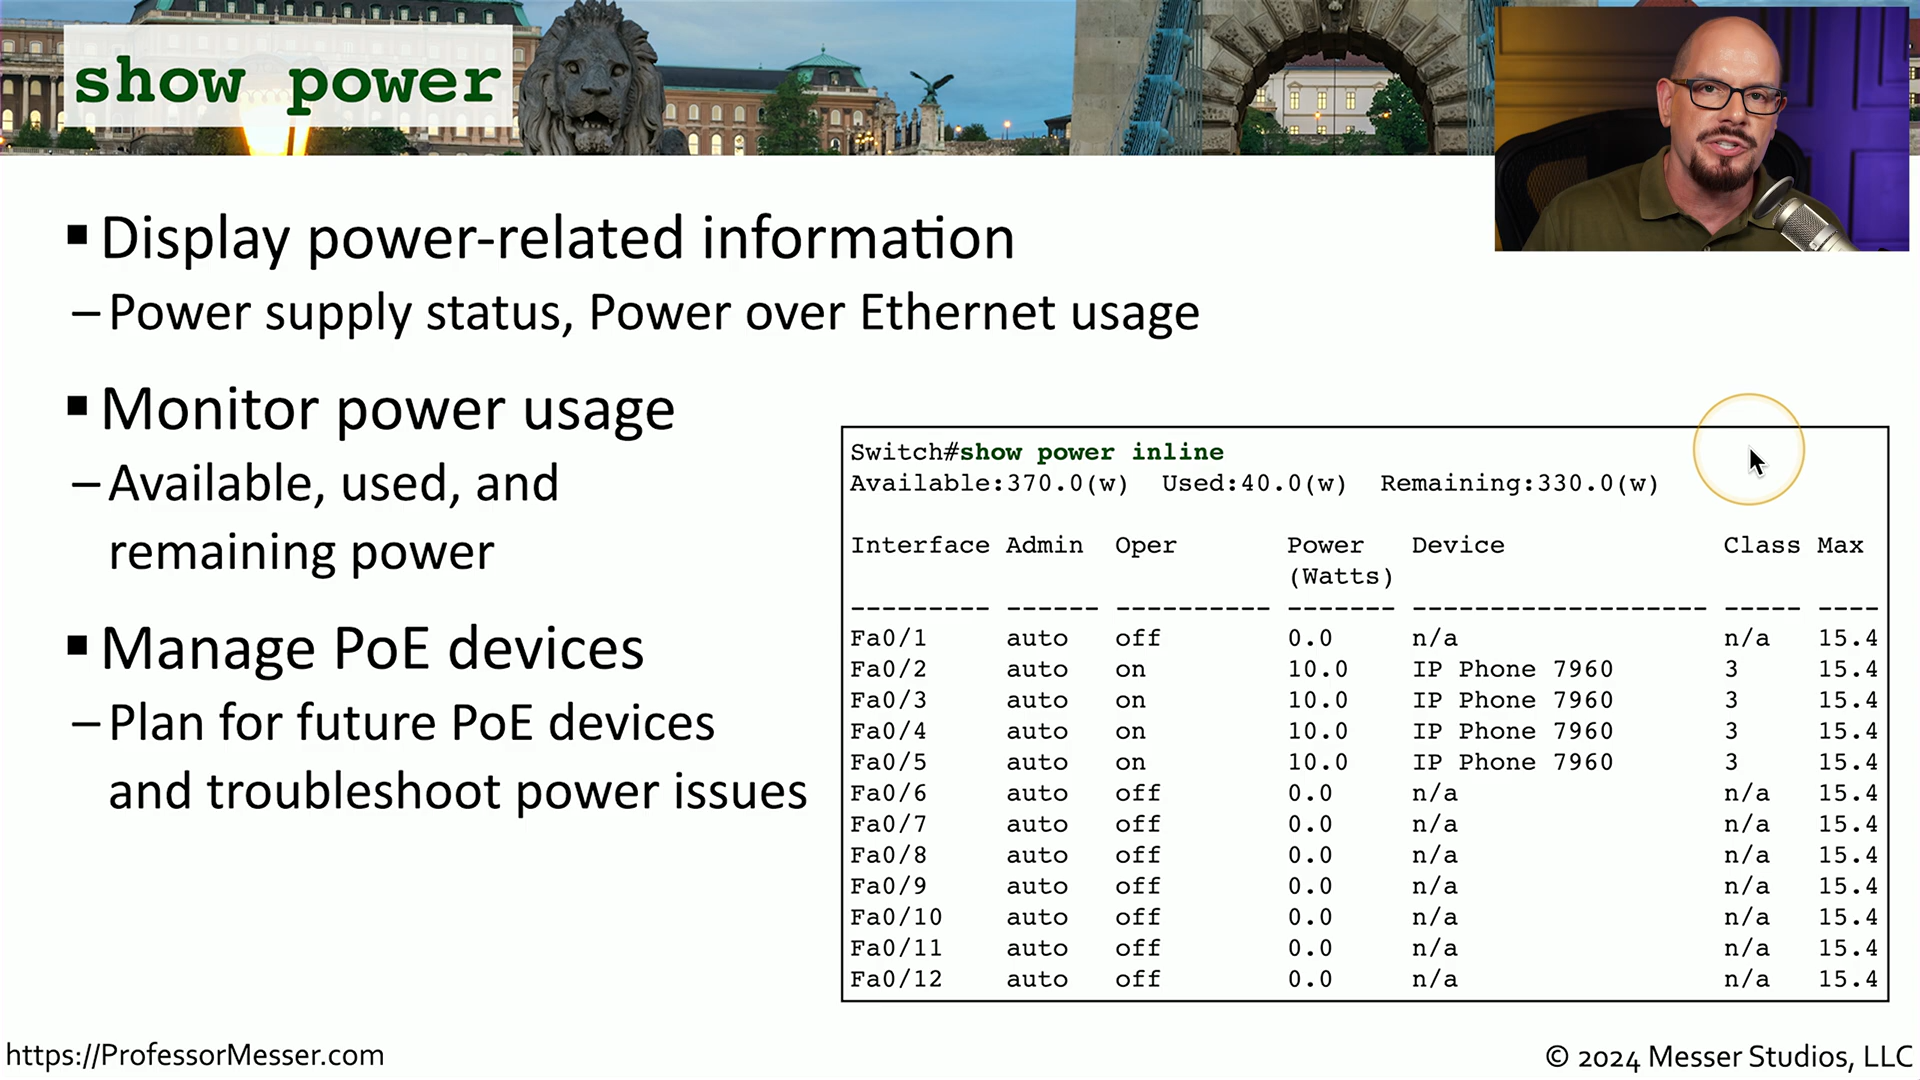 show power
▪ Display power-related information
– Power supply status, Power over Ethernet usage
▪ Monitor power usage
– Available, used, and
remaining power
▪ Manage PoE devices
– Plan for future PoE devices
and troubleshoot power issues
Switch#show power inline
Available:370.0(w)  Used:40.0(w)  Remaining:330.0(w)
Interface Admin  Oper       Power   Device              Class Max
(Watts)
--------- ------ ---------- ------- ------------------- ----- ----
Fa0/1     auto   off        0.0     n/a                 n/a   15.4
Fa0/2     auto   on         10.0    IP Phone 7960       3     15.4
Fa0/3     auto   on         10.0    IP Phone 7960       3     15.4
Fa0/4     auto   on         10.0    IP Phone 7960       3     15.4
Fa0/5     auto   on         10.0    IP Phone 7960       3     15.4
Fa0/6     auto   off        0.0     n/a                 n/a   15.4
Fa0/7     auto   off        0.0     n/a                 n/a   15.4
Fa0/8     auto   off        0.0     n/a                 n/a   15.4
Fa0/9     auto   off        0.0     n/a                 n/a   15.4
Fa0/10    auto   off        0.0     n/a                 n/a   15.4
Fa0/11    auto   off        0.0     n/a                 n/a   15.4
Fa0/12    auto   off        0.0     n/a                 n/a   15.4
https://ProfessorMesser.com
© 2024 Messer Studios, LLC